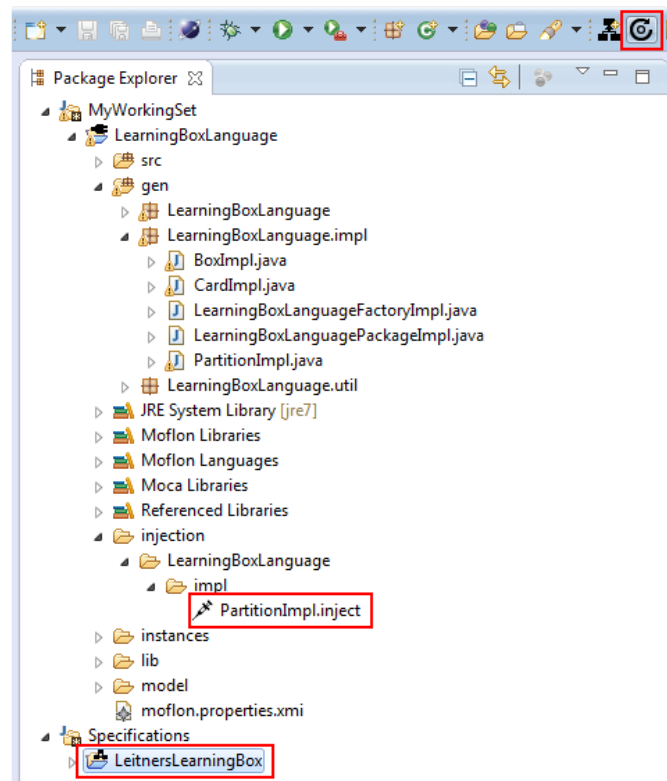 Package Explorer
MyWorkingSet
LearningBoxLanguage
src
gen
LearningBoxLanguage
LearningBoxLanguage.impl
BoxImpl.java
CardImpl.java
LearningBoxLanguageFactoryImpl.java
LearningBoxLanguagePackageImpl.java
PartitionImpl.java
LearningBoxLanguage.util
JRE System Library [jre7]
Moflon Libraries
Moflon Languages
Moca Libraries
Referenced Libraries
injection
LearningBoxLanguage
impl
PartitionImpl.inject
instances
lib
model
moflon.properties.xmi
Specifications
LeitnersLearningBox